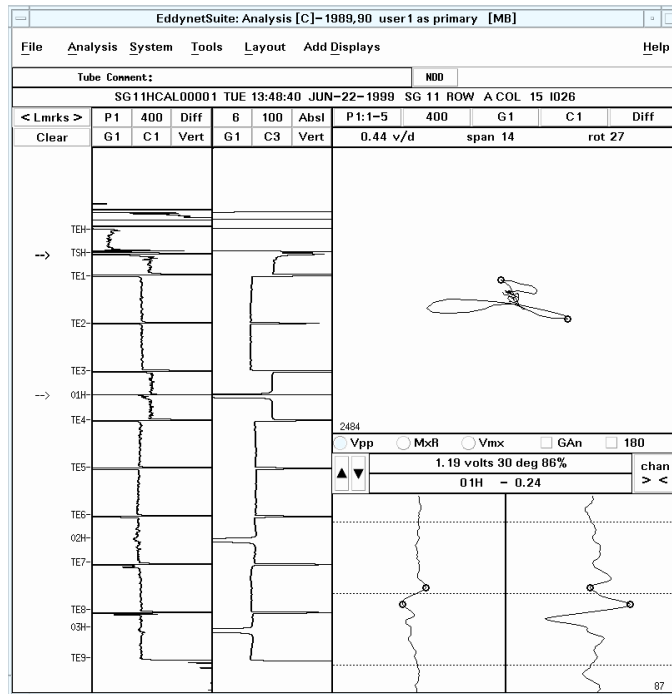 EddynetSuite: Analysis [C]-1989,90 user1 as primary [MB]
File Analysis System Tools Layout Add Displays Help
Tube Comment: NDD
SG11HCAL00001 TUE 13:48:40 JUN-22-1999 SG 11 ROW A COL 15 I026
< Lmrks > P1 400 Diff 6 100 Absl P1:1-5 400 G1 C1 Diff
Clear G1 C1 Vert G1 C3 Vert 0.44 v/d span 14 rot 27
TEH
TSH
-->
TE1
TE2
TE3
--> 01H
TE4
2484
Vpp MxR Vmx GAn 180
▲ ▼ 1.19 volts 30 deg 86% chan
01H - 0.24 > <
TE5
TE6
02H
TE7
TE8
03H
TE9
87